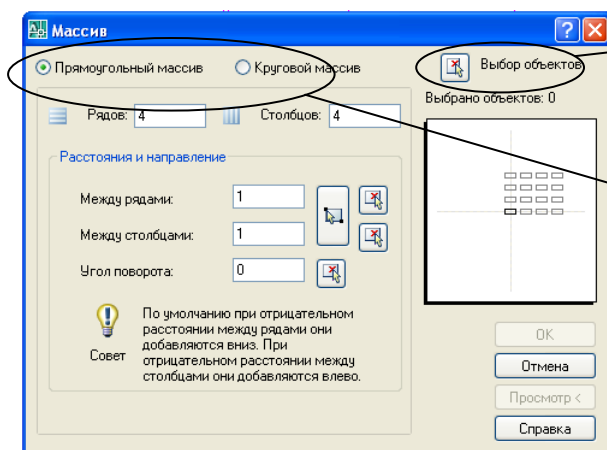 Массив
Прямоугольный массив
Круговой массив
Выбор объектов
Выбрано объектов: 0
Рядов: 4
Столбцов: 4
Расстояния и направление
Между рядами: 1
Между столбцами: 1
Угол поворота: 0
По умолчанию при отрицательном
расстоянии между рядами они
добавляются вниз. При
отрицательном расстоянии между
столбцами они добавляются влево.
Совет
OK
Отмена
Просмотр <
Справка